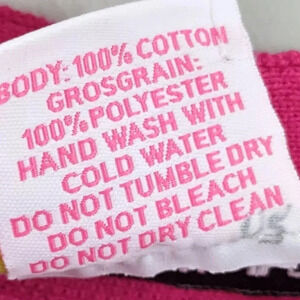 BODY: 100% COTTON
GROSGRAIN:
100% POLYESTER
HAND WASH WITH
COLD WATER
DO NOT TUMBLE DRY
DO NOT BLEACH
DO NOT DRY CLEAN